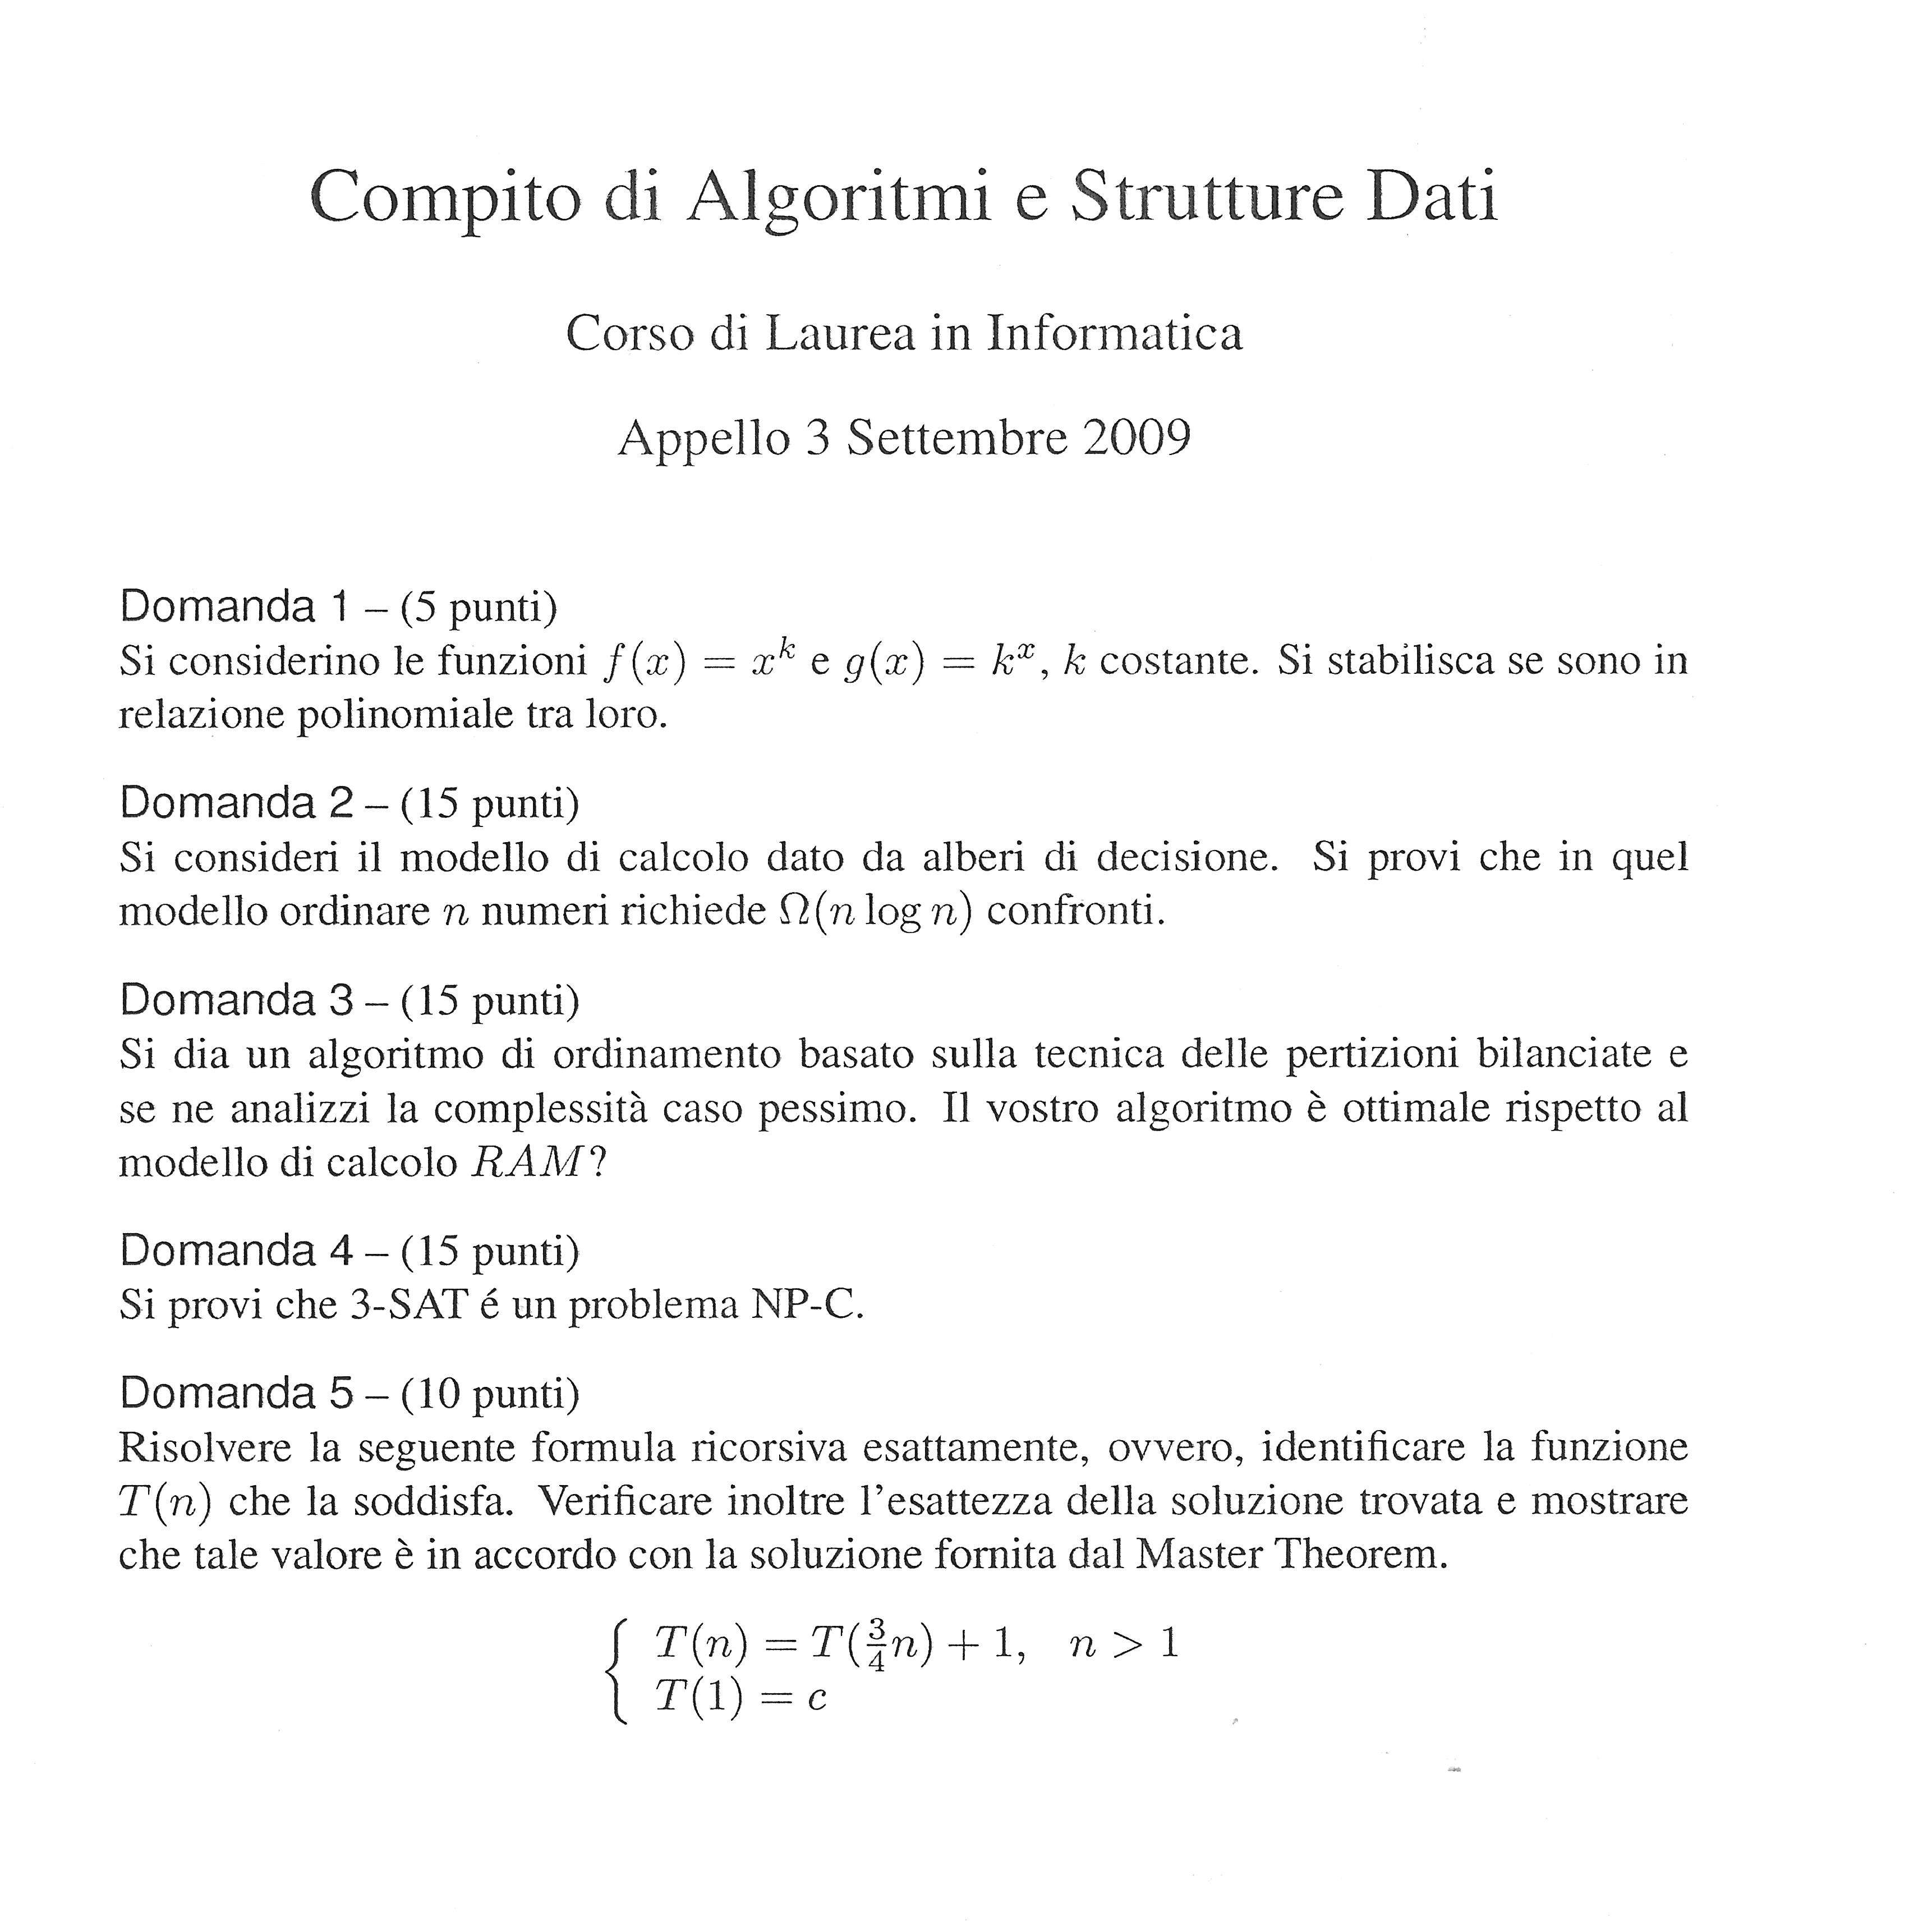 Compito di Algoritmi e Strutture Dati
Corso di Laurea in Informatica
Appello 3 Settembre 2009
Domanda 1 – (5 punti)
Si considerino le funzioni f(x) = x^k e g(x) = k^x, k costante. Si stabilisca se sono in
relazione polinomiale tra loro.
Domanda 2 – (15 punti)
Si consideri il modello di calcolo dato da alberi di decisione. Si provi che in quel
modello ordinare n numeri richiede Ω(n log n) confronti.
Domanda 3 – (15 punti)
Si dia un algoritmo di ordinamento basato sulla tecnica delle pertizioni bilanciate e
se ne analizzi la complessità caso pessimo. Il vostro algoritmo è ottimale rispetto al
modello di calcolo RAM?
Domanda 4 – (15 punti)
Si provi che 3-SAT é un problema NP-C.
Domanda 5 – (10 punti)
Risolvere la seguente formula ricorsiva esattamente, ovvero, identificare la funzione
T(n) che la soddisfa. Verificare inoltre l'esattezza della soluzione trovata e mostrare
che tale valore è in accordo con la soluzione fornita dal Master Theorem.
{ T(n) = T(3/4 n) + 1, n > 1
T(1) = c